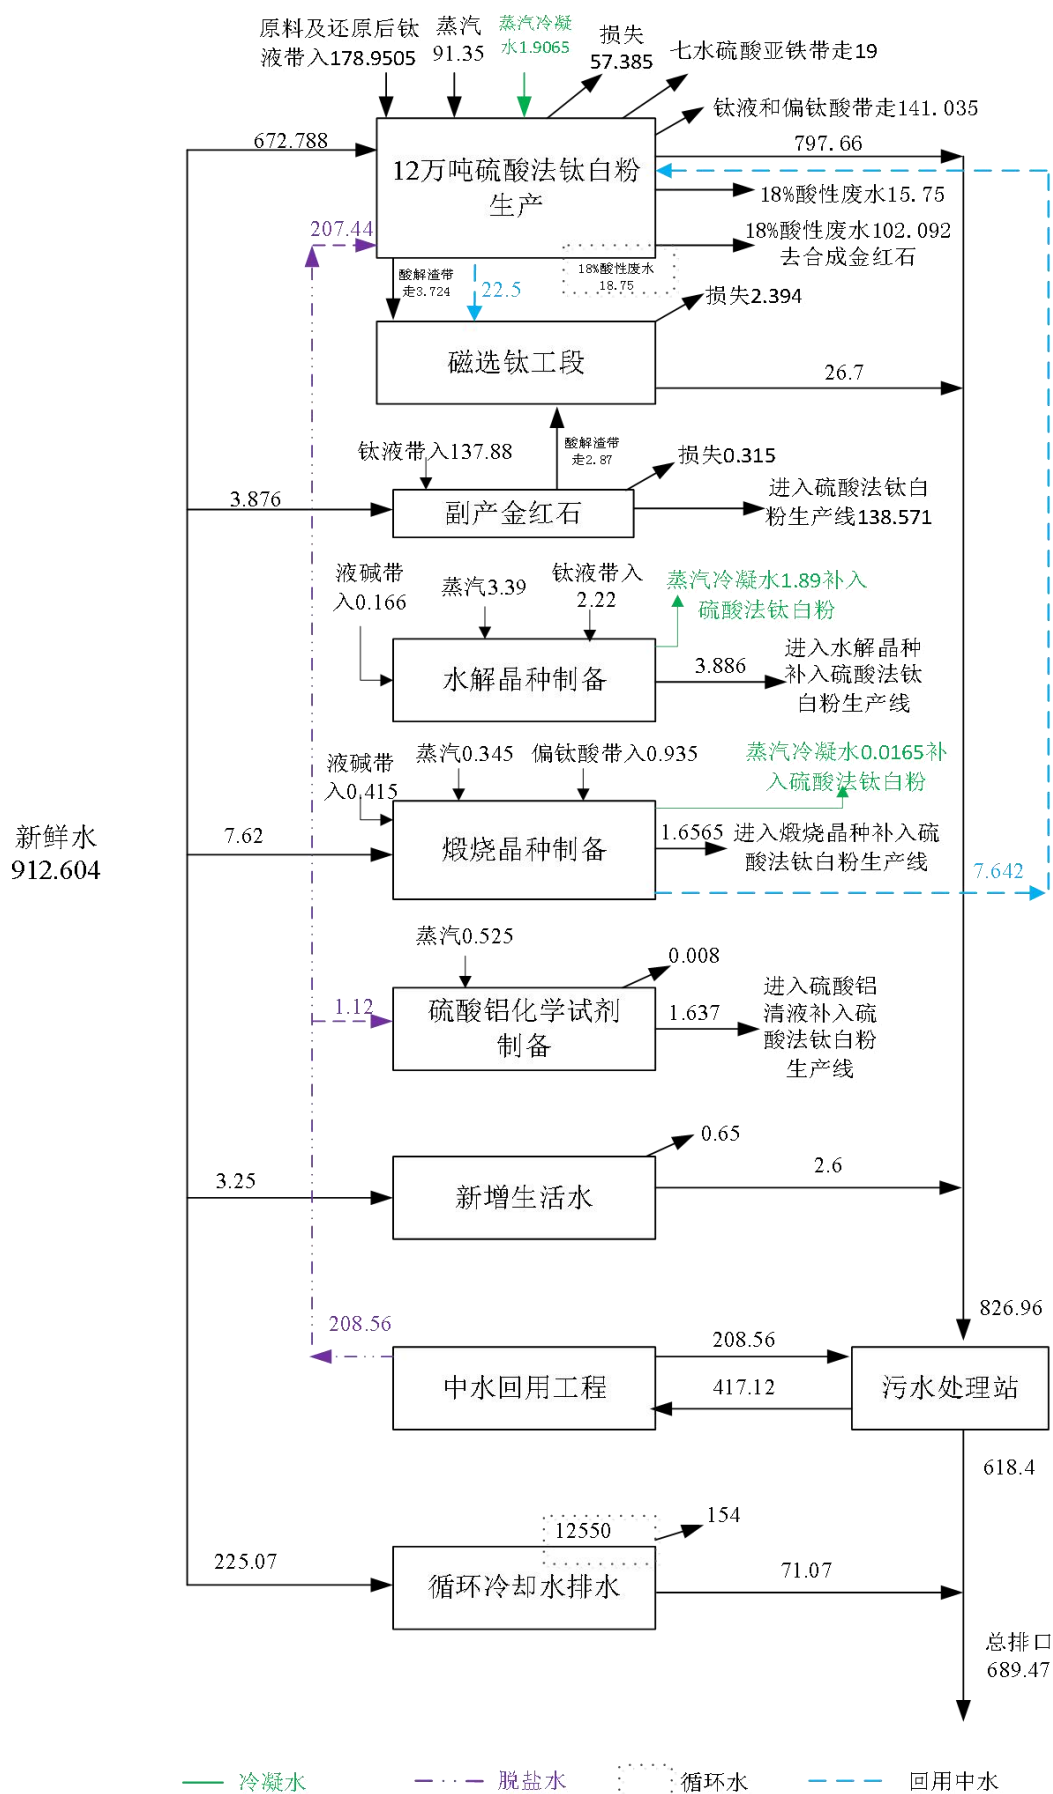 原料及还原后钛
液带入178.9505
蒸汽
91.35
蒸汽冷凝
水1.9065
损失
57.385
七水硫酸亚铁带走19
钛液和偏钛酸带走141.035
672.788
797.66
12万吨硫酸法钛白粉
生产
18%酸性废水15.75
207.44
18%酸性废水102.092
去合成金红石
酸解渣带
走3.724
22.5
18%酸性废水
18.75
损失2.394
磁选钛工段
26.7
钛液带入137.88
酸解渣带
走2.87
损失0.315
3.876
副产金红石
进入硫酸法钛白
粉生产线138.571
液碱带
入0.166
蒸汽3.39
钛液带入
2.22
蒸汽冷凝水1.89补入
硫酸法钛白粉
水解晶种制备
3.886
进入水解晶种
补入硫酸法钛
白粉生产线
液碱带
入0.415
蒸汽0.345
偏钛酸带入0.935
蒸汽冷凝水0.0165补
入硫酸法钛白粉
新鲜水
912.604
7.62
煅烧晶种制备
1.6565
进入煅烧晶种补入硫
酸法钛白粉生产线
7.642
蒸汽0.525
0.008
1.12
硫酸铝化学试剂
制备
1.637
进入硫酸铝
清液补入硫
酸法钛白粉
生产线
0.65
3.25
新增生活水
2.6
826.96
208.56
中水回用工程
208.56
417.12
污水处理站
618.4
12550
154
225.07
循环冷却水排水
71.07
总排口
689.47
冷凝水
脱盐水
循环水
回用中水